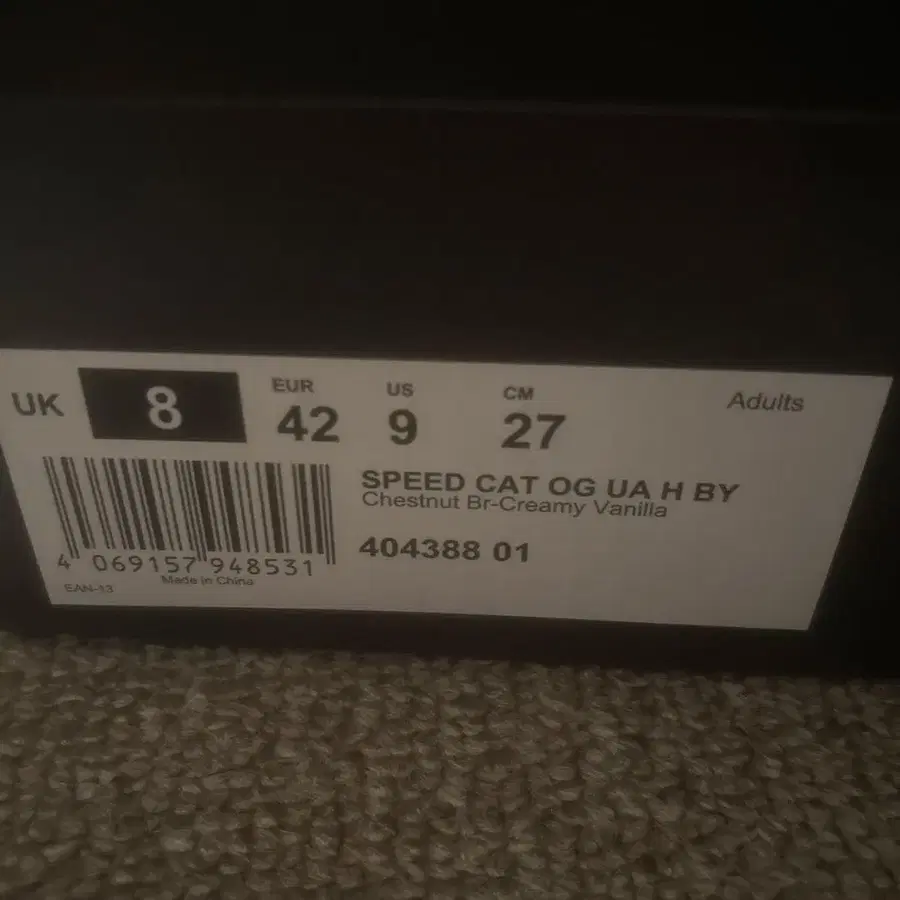 UK 8
EUR 42
US 9
CM 27
Adults
SPEED CAT OG UA H BY
Chestnut Br-Creamy Vanilla
404388 01
4 069157 948531
Made in China
EAN-13